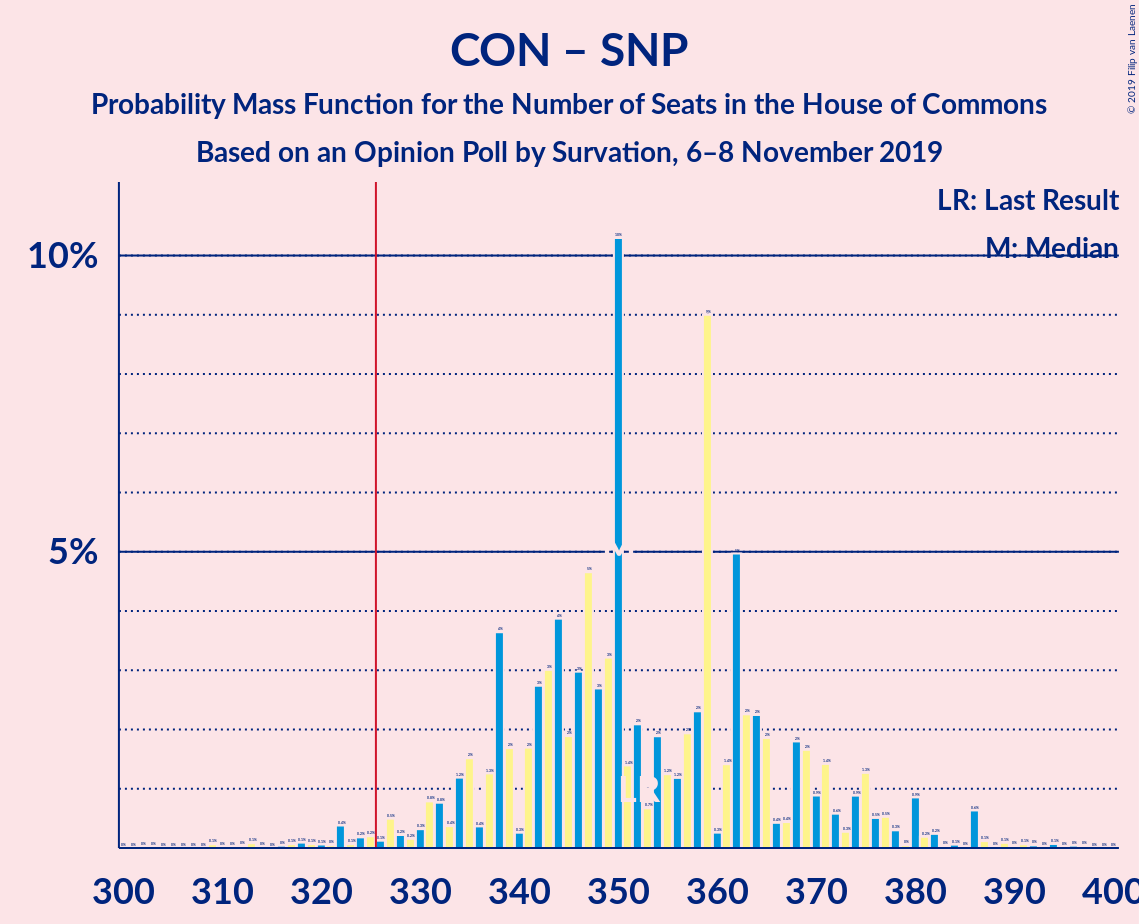 CON – SNP
Probability Mass Function for the Number of Seats in the House of Commons
Based on an Opinion Poll by Survation, 6–8 November 2019
© 2019 Filip van Laenen
LR: Last Result
M: Median
10%
5%
M
LR
300 310 320 330 340 350 360 370 380 390 400